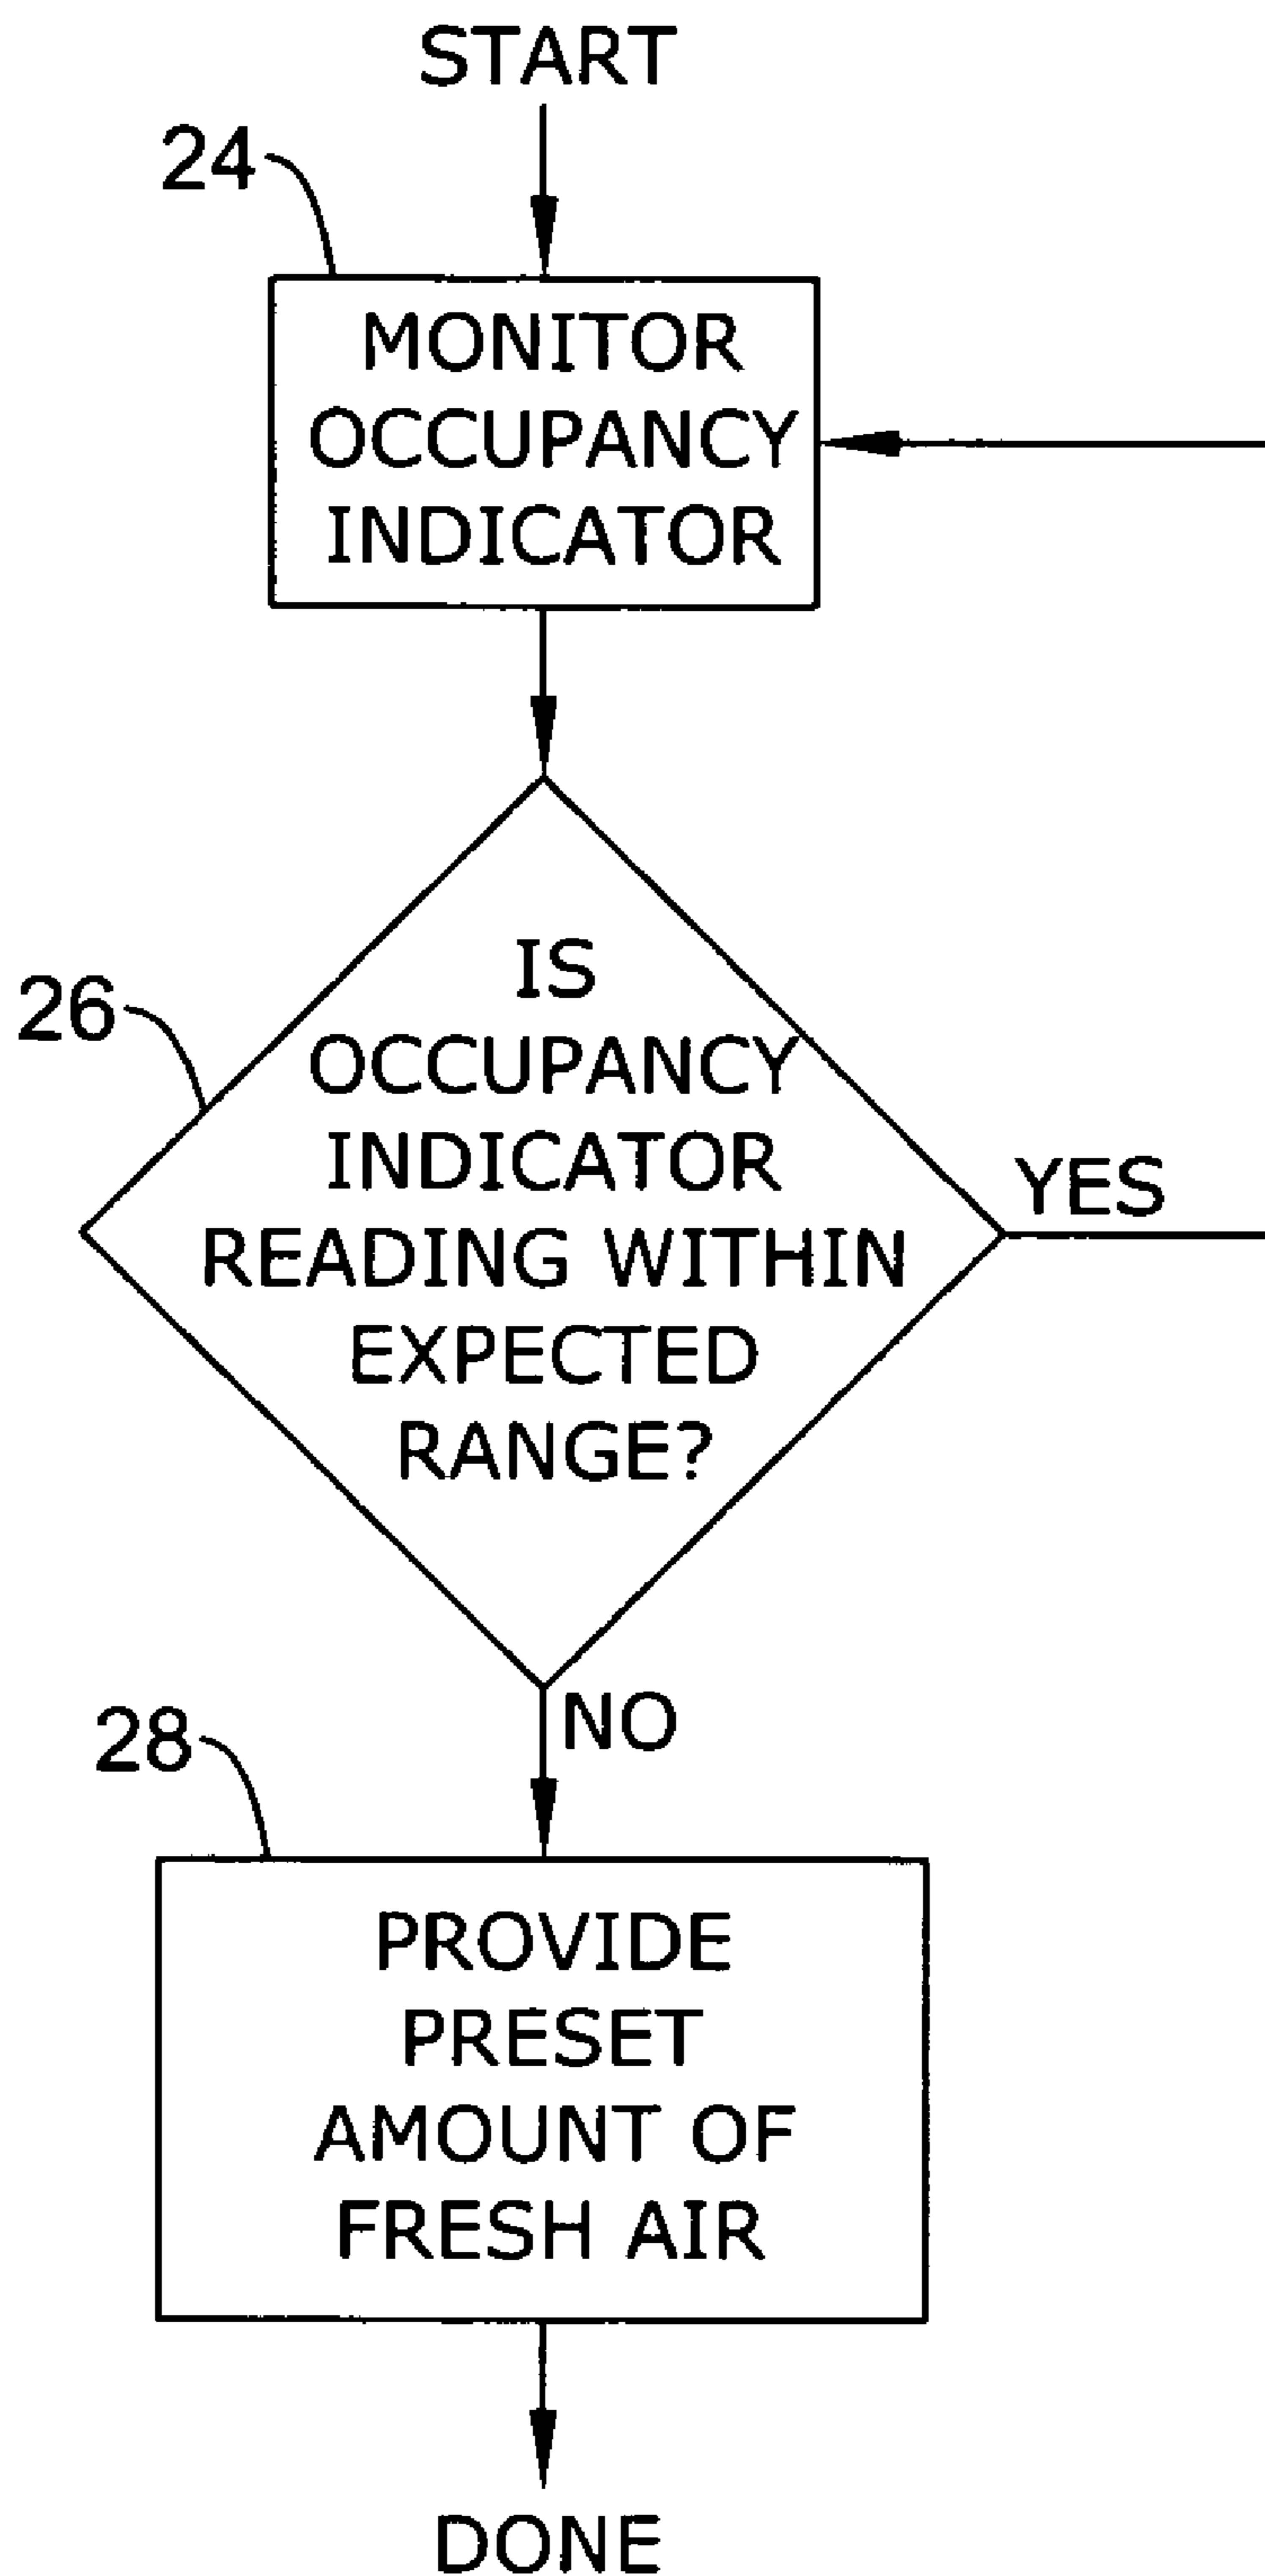 START
24
MONITOR
OCCUPANCY
INDICATOR
26
IS
OCCUPANCY
INDICATOR
READING WITHIN
EXPECTED
RANGE?
YES
NO
28
PROVIDE
PRESET
AMOUNT OF
FRESH AIR
DONE